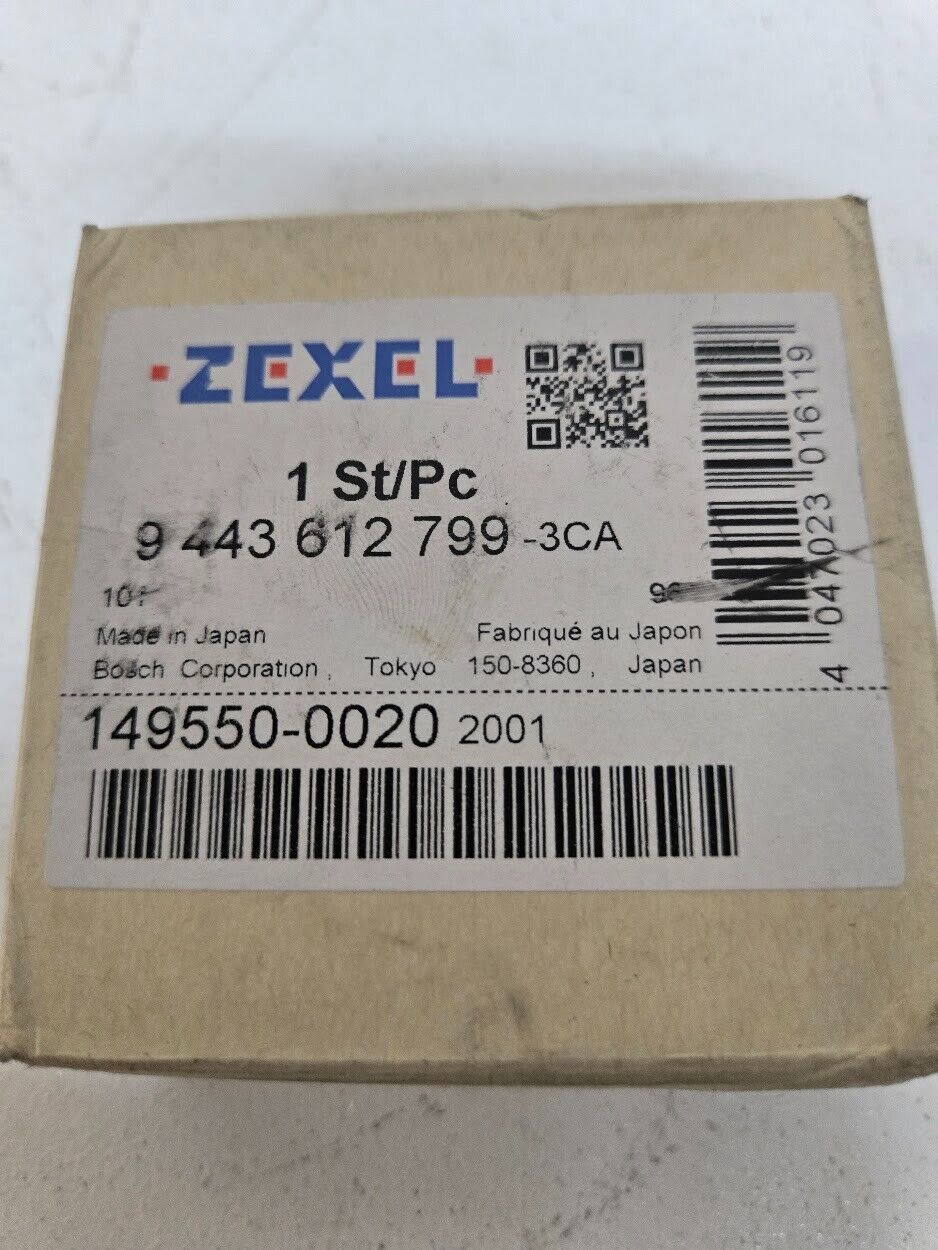 ZEXEL
1 St/Pc
9 443 612 799 -3CA
Made in Japan Fabriqué au Japon
Bosch Corporation, Tokyo 150-8360, Japan
149550-0020 2001
4 047023 016119